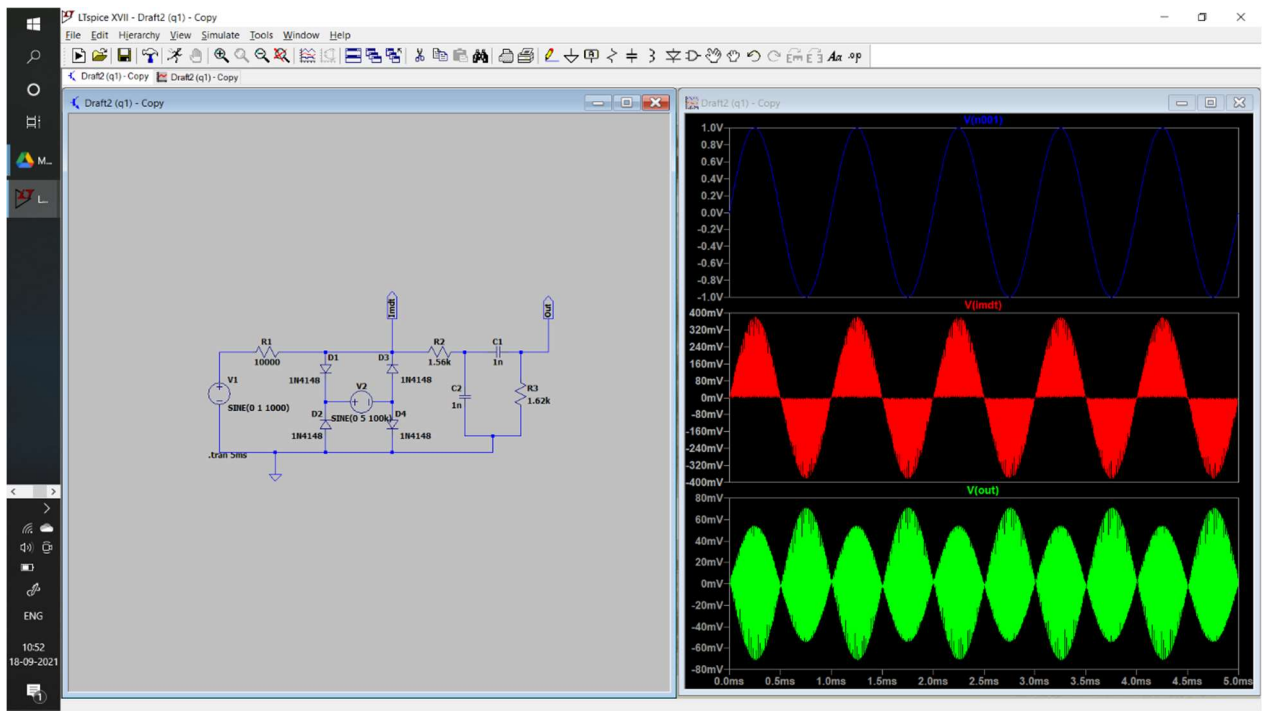 LTspice XVII - Draft2 (q1) - Copy
File Edit Hierarchy View Simulate Tools Window Help
Draft2 (q1) - Copy Draft2 (q1) - Copy
Draft2 (q1) - Copy
Draft2 (q1) - Copy
M...
L...
Imdt
Out
R1
10000
D1
1N4148
D3
1N4148
R2
1.56k
C1
1n
V1
SINE(0 1 1000)
V2
SINE(0 5 100k)
D2
1N4148
D4
1N4148
C2
1n
R3
1.62k
.tran 5ms
V(n001)
1.0V
0.8V
0.6V
0.4V
0.2V
0.0V
-0.2V
-0.4V
-0.6V
-0.8V
-1.0V
V(imdt)
400mV
320mV
240mV
160mV
80mV
0mV
-80mV
-160mV
-240mV
-320mV
-400mV
V(out)
80mV
60mV
40mV
20mV
0mV
-20mV
-40mV
-60mV
-80mV
0.0ms 0.5ms 1.0ms 1.5ms 2.0ms 2.5ms 3.0ms 3.5ms 4.0ms 4.5ms 5.0ms
ENG
10:52
18-09-2021
1